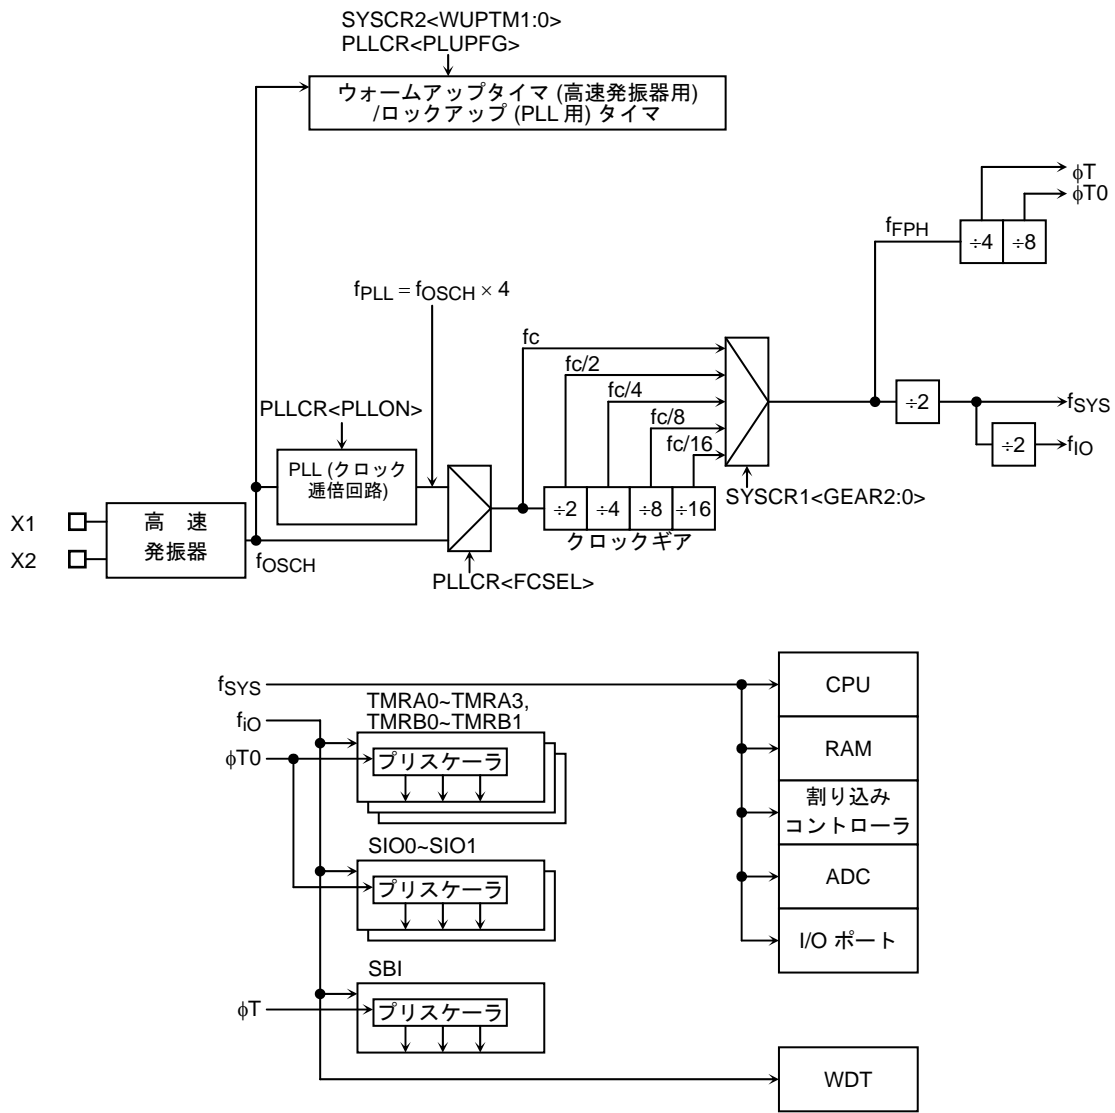 SYSCR2<WUPTM1:0>
PLLCR<PLUPFG>
ウォームアップタイマ (高速発振器用)
/ロックアップ (PLL 用) タイマ
φT
φT0
fFPH
÷4
÷8
fPLL = fOSCH × 4
fc
fc/2
fc/4
fc/8
fc/16
PLLCR<PLLON>
PLL (クロック
逓倍回路)
÷2
fSYS
÷2
fIO
SYSCR1<GEAR2:0>
÷2
÷4
÷8
÷16
クロックギア
X1
X2
高 速
発振器
fOSCH
PLLCR<FCSEL>
fSYS
fiO
φT0
TMRA0~TMRA3,
TMRB0~TMRB1
プリスケーラ
SIO0~SIO1
プリスケーラ
SBI
φT
プリスケーラ
CPU
RAM
割り込み
コントローラ
ADC
I/O ポート
WDT